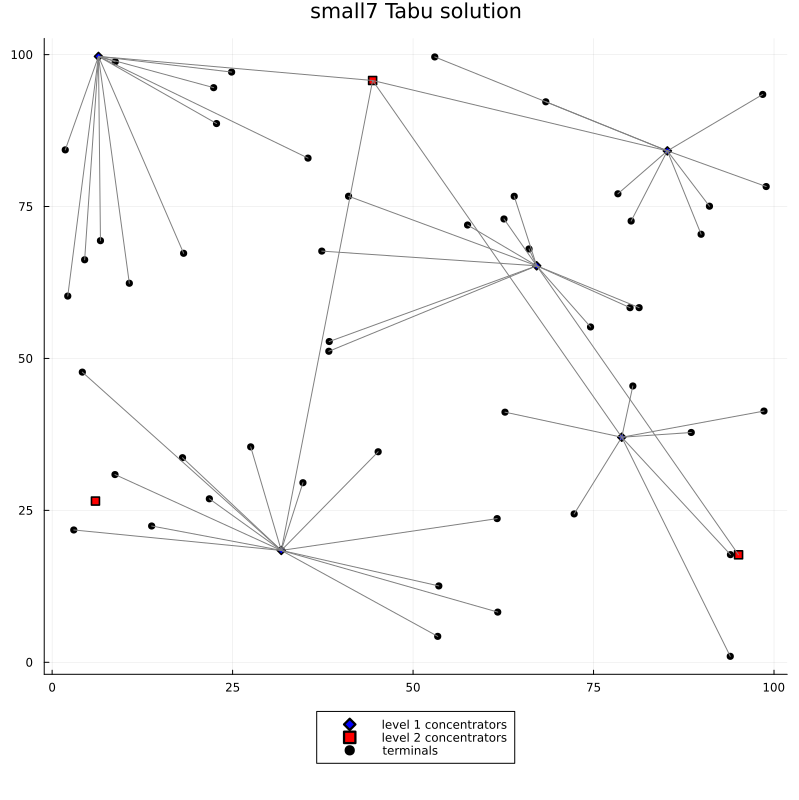 small7 Tabu solution
100
75
50
25
0
0 25 50 75 100
level 1 concentrators
level 2 concentrators
terminals